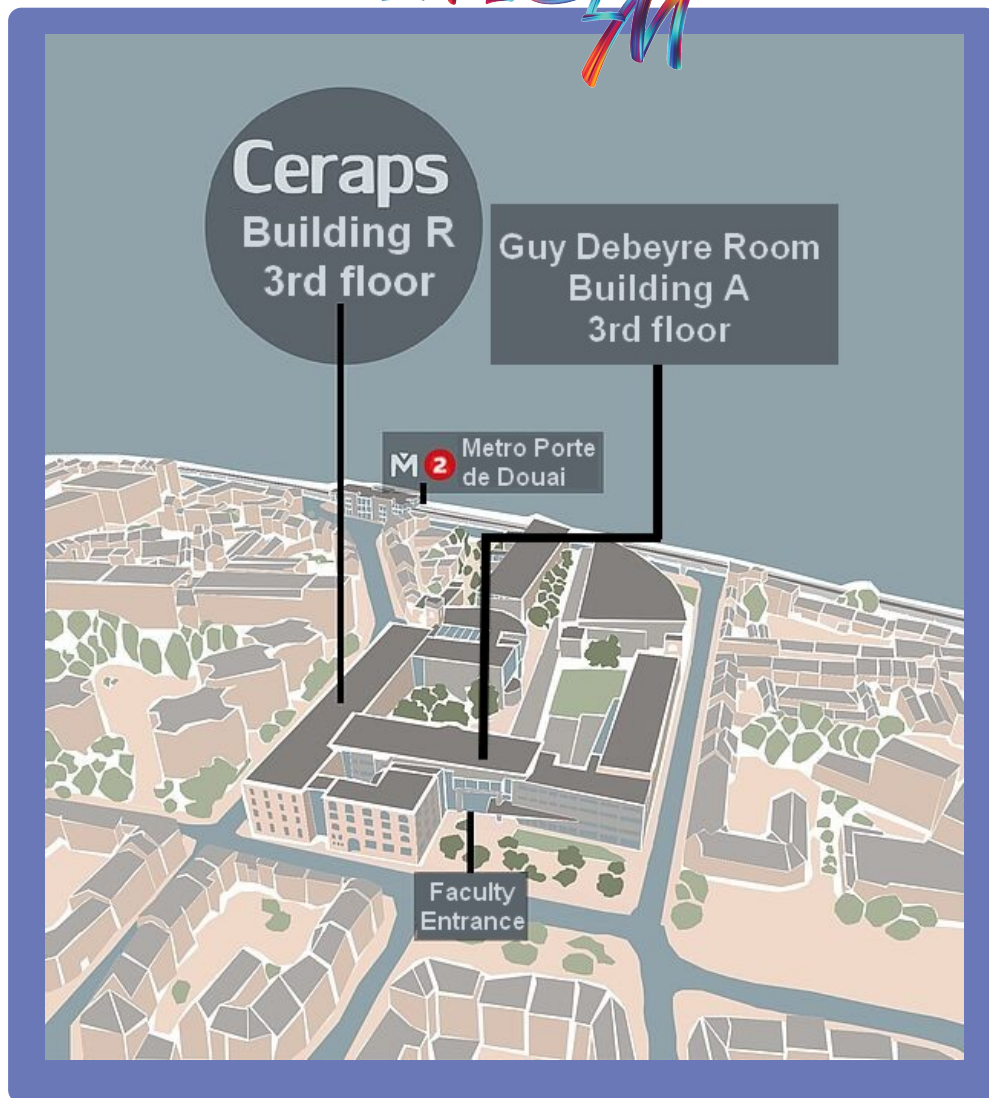 Ceraps
Building R
3rd floor
Guy Debeyre Room
Building A
3rd floor
M 2 Metro Porte
de Douai
Faculty
Entrance